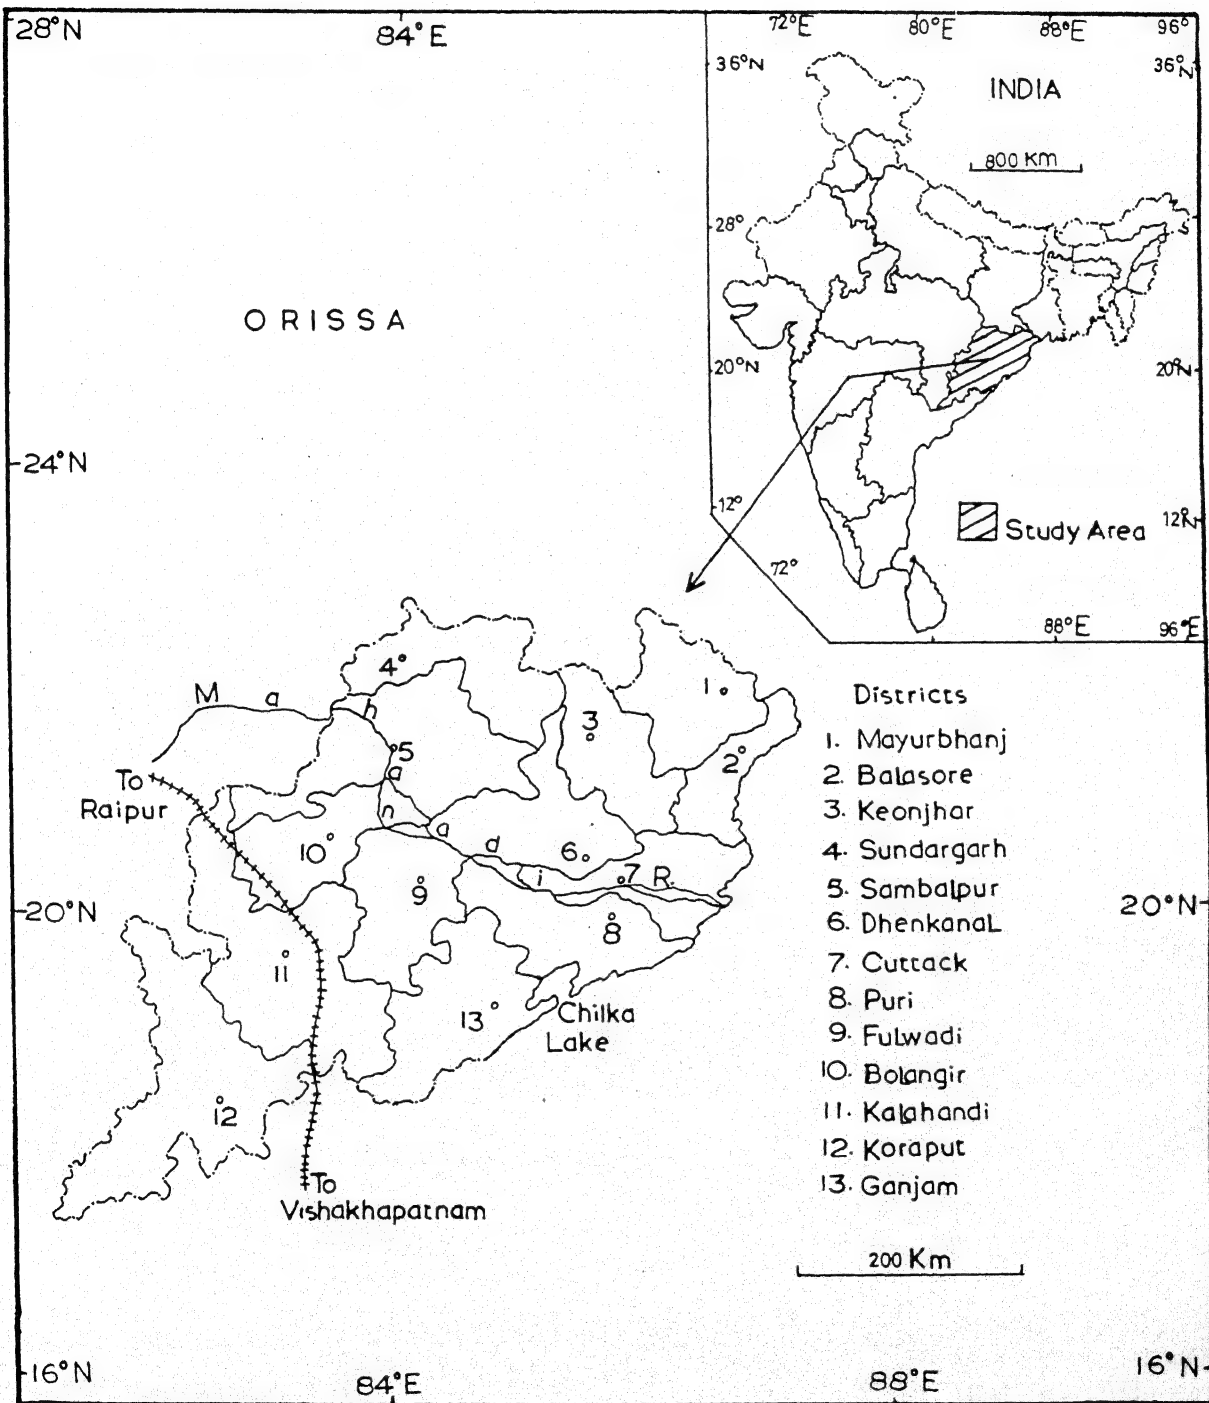 28°N
84°E
72°E
80°E
88°E
96°
36°N
36°N
INDIA
800 Km
28°
ORISSA
20°N
20°N
24°N
12°
12°N
Study Area
72°
88°E
96°E
4
1
3
2
5
Mahanadi R.
To
Raipur
10
6
7
9
8
20°N
20°N
11
13
Chilka
Lake
12
To
Vishakhapatnam
Districts
1. Mayurbhanj
2. Balasore
3. Keonjhar
4. Sundargarh
5. Sambalpur
6. Dhenkanal
7. Cuttack
8. Puri
9. Fulwadi
10. Bolangir
11. Kalahandi
12. Koraput
13. Ganjam
200 Km
16°N
84°E
88°E
16°N